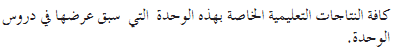 كافة النتاجات التعليمية الخاصة بهذه الوحدة التي سبق عرضها في دروس
الوحدة.